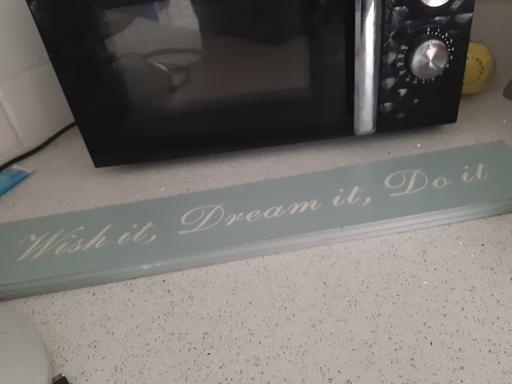 Wish it, Dream it, Do it